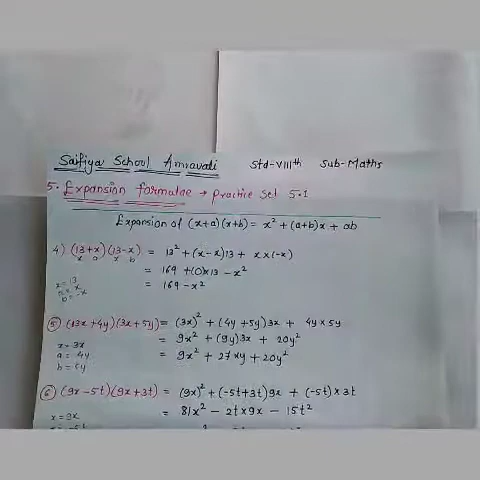 Saifiya School Amravati Std-VIIIth Sub-Maths
5. Expansion formulae → practice Set 5.1
Expansion of (x+a)(x+b) = x² + (a+b)x + ab
4) (13+x)(13-x) = 13² + (x-x)13 + x×(-x)
x a x b
= 169 + (0)×13 - x²
= 169 - x²
x = 13
a = x
b = -x
5) (13x+4y)(3x+5y) = (3x)² + (4y+5y)3x + 4y×5y
x = 3x
= 9x² + (9y)3x + 20y²
a = 4y
= 9x² + 27xy + 20y²
b = 5y
6) (9x-5t)(9x+3t) = (9x)² + (-5t+3t)9x + (-5t)×3t
x = 9x
= 81x² - 2t×9x - 15t²